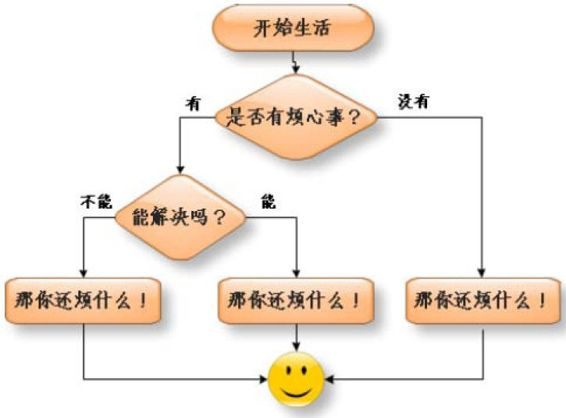 开始生活
是否有烦心事？
有
没有
能解决吗？
不能
能
那你还烦什么！
那你还烦什么！
那你还烦什么！